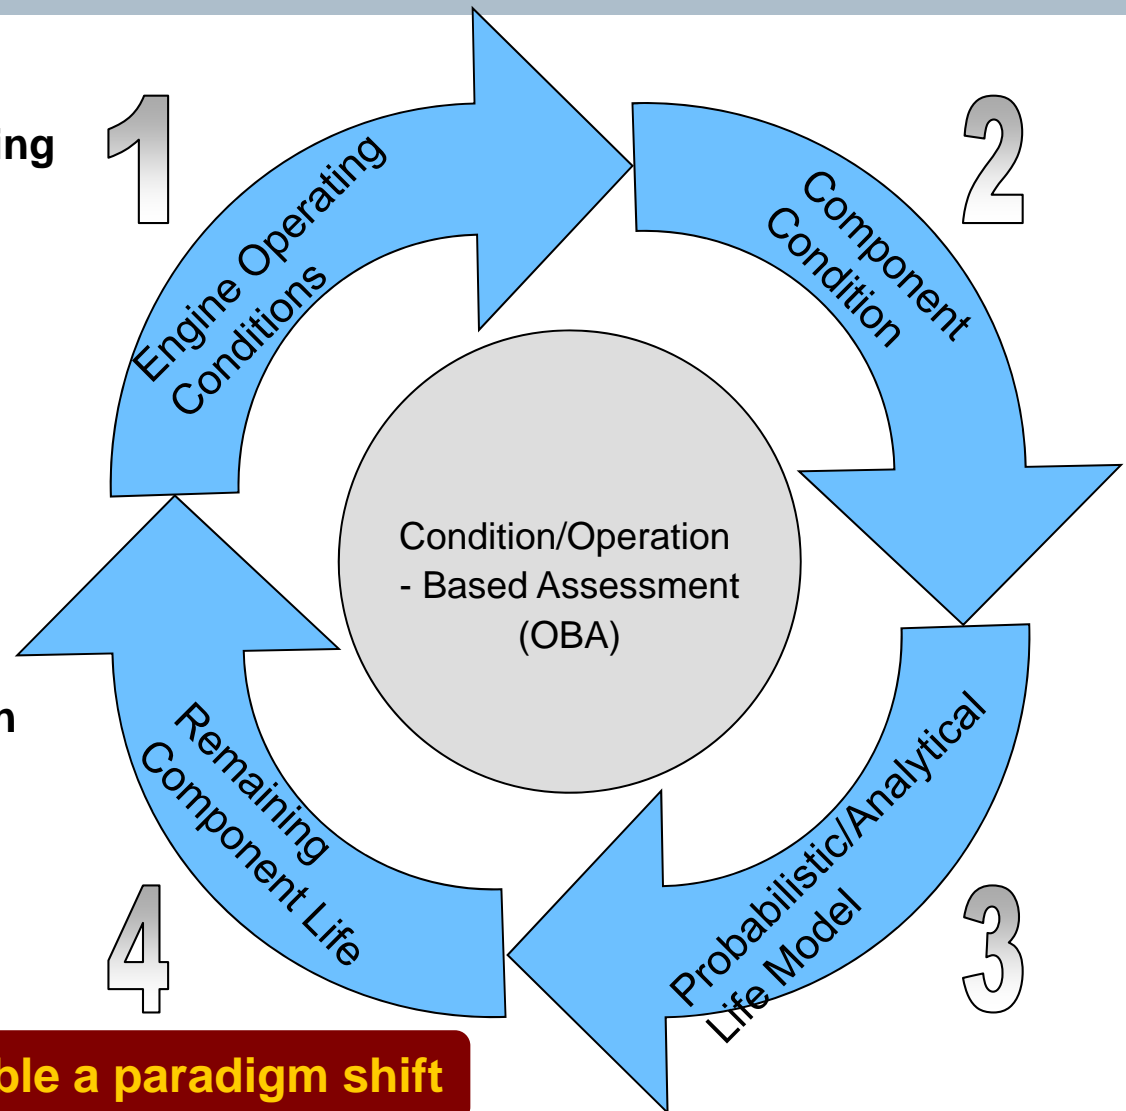 1
ing
Engine Operating
Conditions
2
Component
Condition
Condition/Operation
- Based Assessment
(OBA)
3
Probabilistic/Analytical
Life Model
n
4
Remaining
Component Life
ble a paradigm shift